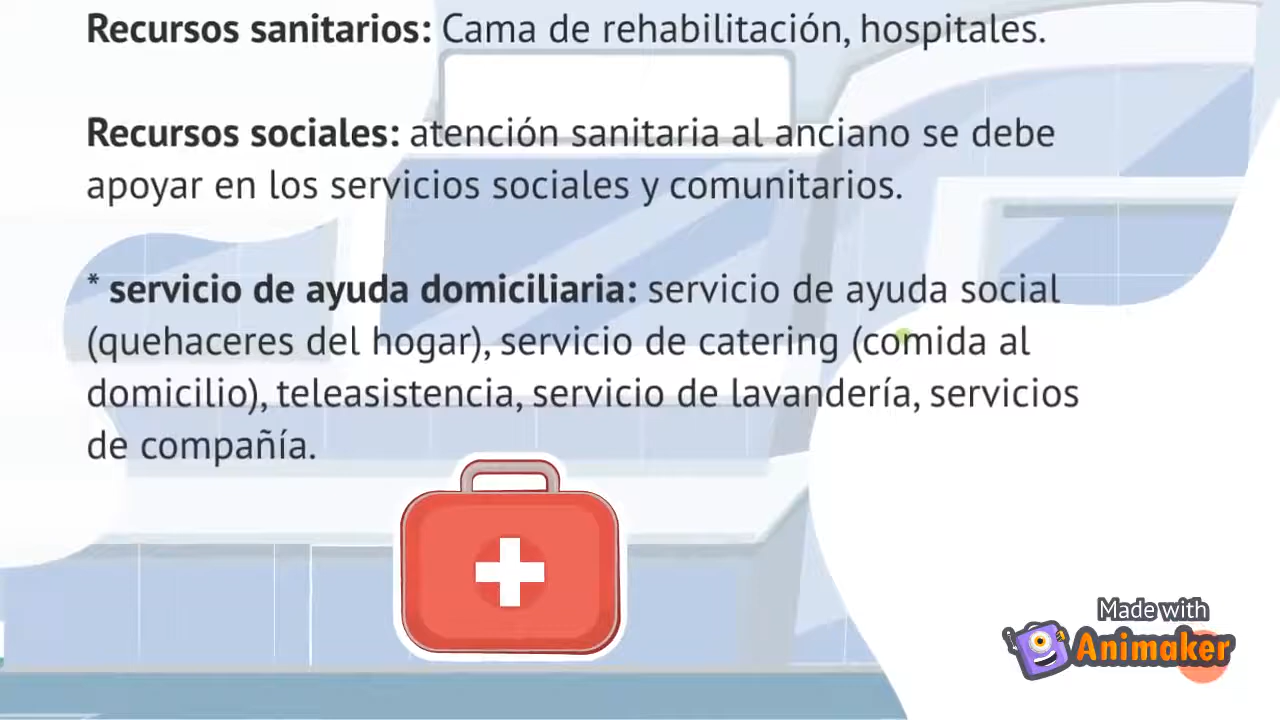 Recursos sanitarios: Cama de rehabilitación, hospitales.
Recursos sociales: atención sanitaria al anciano se debe
apoyar en los servicios sociales y comunitarios.
* servicio de ayuda domiciliaria: servicio de ayuda social
(quehaceres del hogar), servicio de catering (comida al
domicilio), teleasistencia, servicio de lavandería, servicios
de compañía.
Made with
Animaker